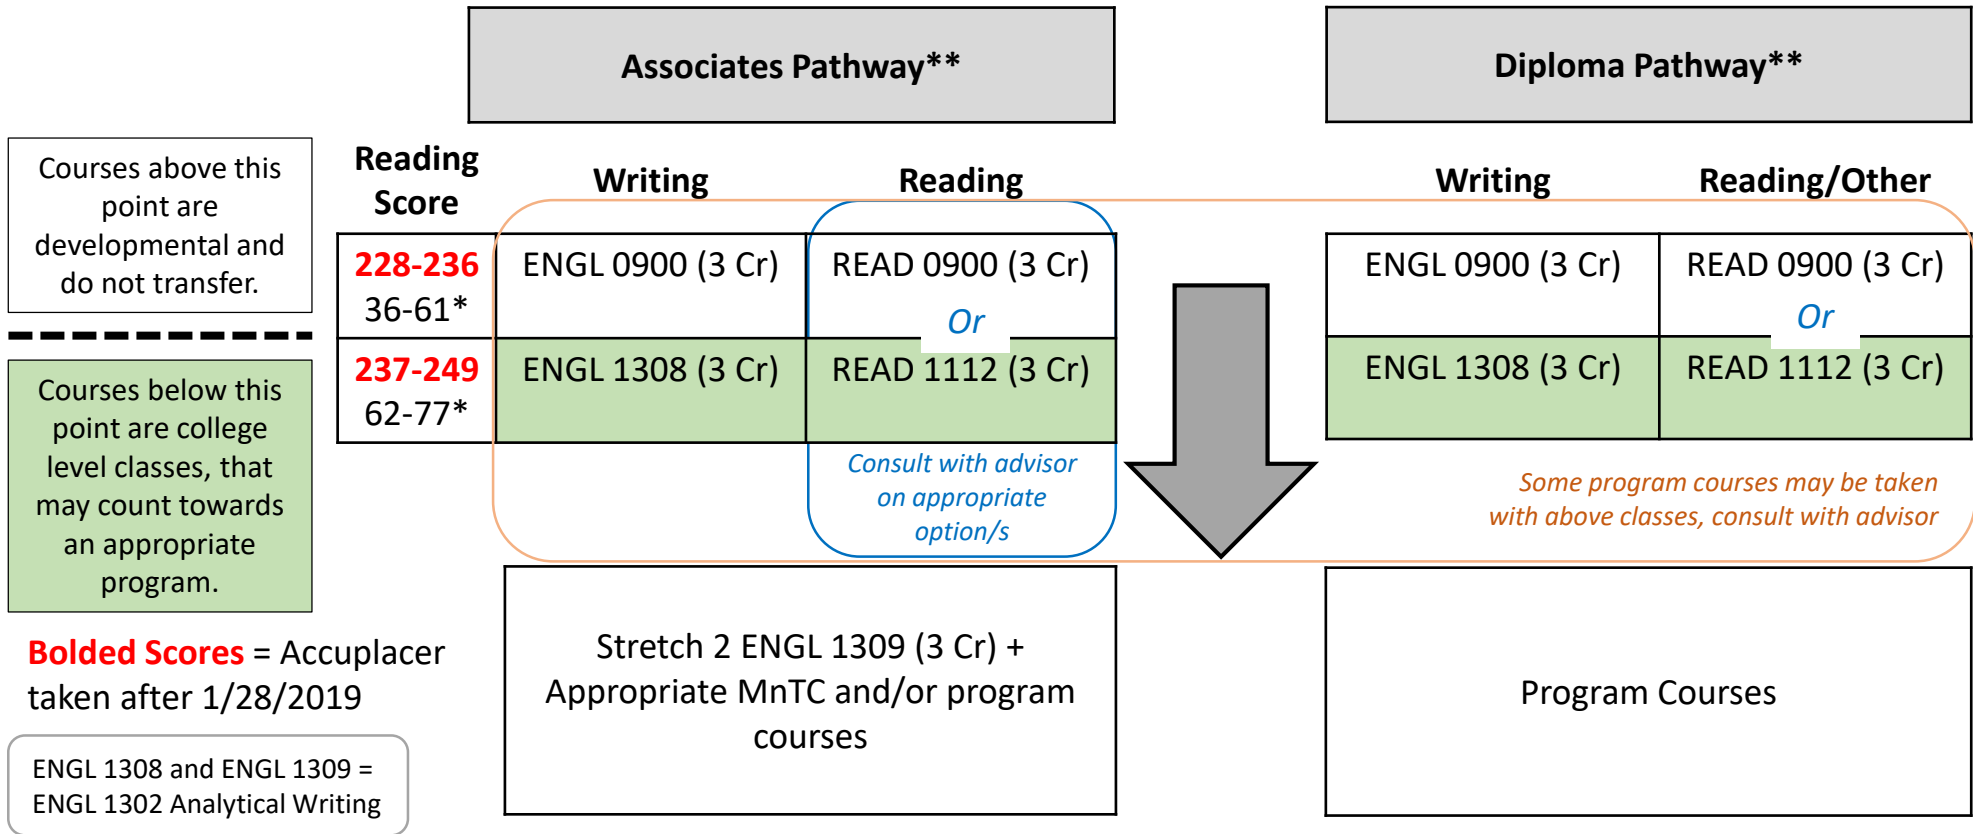 Associates Pathway**
Diploma Pathway**
Courses above this
point are
developmental and
do not transfer.
Courses below this
point are college
level classes, that
may count towards
an appropriate
program.
Reading
Score
Writing
Reading
Writing
Reading/Other
228-236
36-61*
ENGL 0900 (3 Cr)
READ 0900 (3 Cr)
Or
ENGL 0900 (3 Cr)
READ 0900 (3 Cr)
Or
237-249
62-77*
ENGL 1308 (3 Cr)
READ 1112 (3 Cr)
ENGL 1308 (3 Cr)
READ 1112 (3 Cr)
Consult with advisor
on appropriate
option/s
Some program courses may be taken
with above classes, consult with advisor
Stretch 2 ENGL 1309 (3 Cr) +
Appropriate MnTC and/or program
courses
Program Courses
Bolded Scores = Accuplacer
taken after 1/28/2019
ENGL 1308 and ENGL 1309 =
ENGL 1302 Analytical Writing